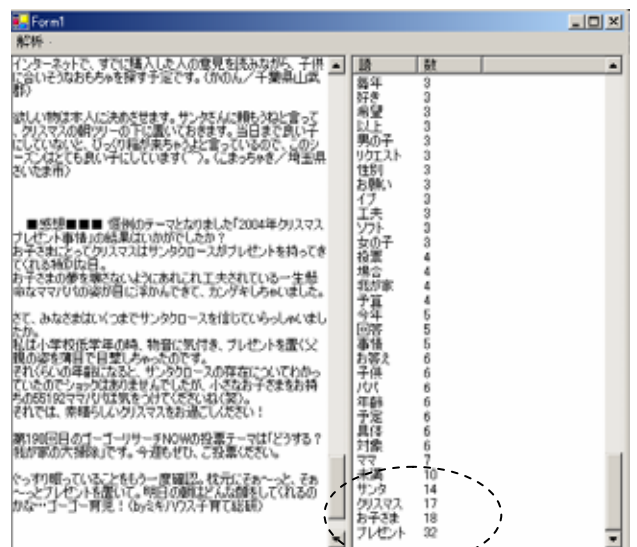 Form1
解析
インターネットで、すでに購入した人の意見を読みながら、子供
に合いそうなおもちゃを探す予定です。(かのん/千葉県山武
郡)
欲しい物は本人に決めさせます。サンタさんに頼もうねと言って
、クリスマスの朝ツリーの下に置いておきます。当日まで良い子
にしていないと、びっくり箱が来ちゃうよと言っているので、このシ
ーズンはとても良い子にしています(^_^)。(こまっちゃき/埼玉県
さいたま市)
■感想■■■ 恒例のテーマとなりました「2004年クリスマス
プレゼント事情」の結果はいかがでしたか?
お子さまにとってクリスマスはサンタクロースがプレゼントを持ってき
てくれる特別な日。
お子さまの夢を壊さないようにあれこれ工夫されている一生懸
命なママパパの姿が目に浮かんできて、カンゲキしちゃいました。
さて、みなさまはいくつまでサンタクロースを信じていらっしゃいまし
たか。
私は小学校低学年の時、物音に気付き、プレゼントを置く父
親の姿を薄目で目撃しちゃったのです。
それくらいの年齢になると、サンタクロースの存在についてわかっ
ていたのでショックはありませんでしたが、小さなお子さまをお持
ちの55192ママパパは気をつけてくださいね(笑)。
それでは、素晴らしいクリスマスをお過ごしください!
第190回目のゴーゴーリサーチNOWの投票テーマは「どうする?
我が家の大掃除」です。今週もぜひ、ご投票ください。
ぐっすり眠っていることをもう一度確認。枕元にそぉ~っと、そぉ
~っとプレゼントを置いて。明日の朝はどんな顔をしてくれるの
かな…ゴーゴー育児!(byミキハウス子育て総研)
語 数
毎年 3
好き 3
希望 3
以上 3
男の子 3
リクエスト 3
性別 3
お願い 3
イブ 3
工夫 3
ソフト 3
女の子 3
投票 4
場合 4
我が家 4
予算 4
今年 5
回答 5
事情 5
お答え 6
子供 6
パパ 6
年齢 6
予定 6
具体 6
対象 6
ママ 7
未満 10
サンタ 14
クリスマス 17
お子さま 18
プレゼント 32